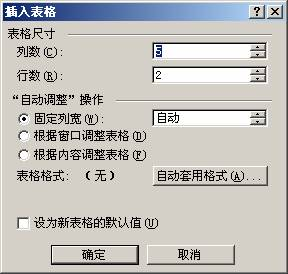 插入表格
表格尺寸
列数(C): 5
行数(R): 2
“自动调整”操作
固定列宽(W): 自动
根据窗口调整表格(D)
根据内容调整表格(F)
表格格式: （无） 自动套用格式(A)...
设为新表格的默认值(U)
确定 取消